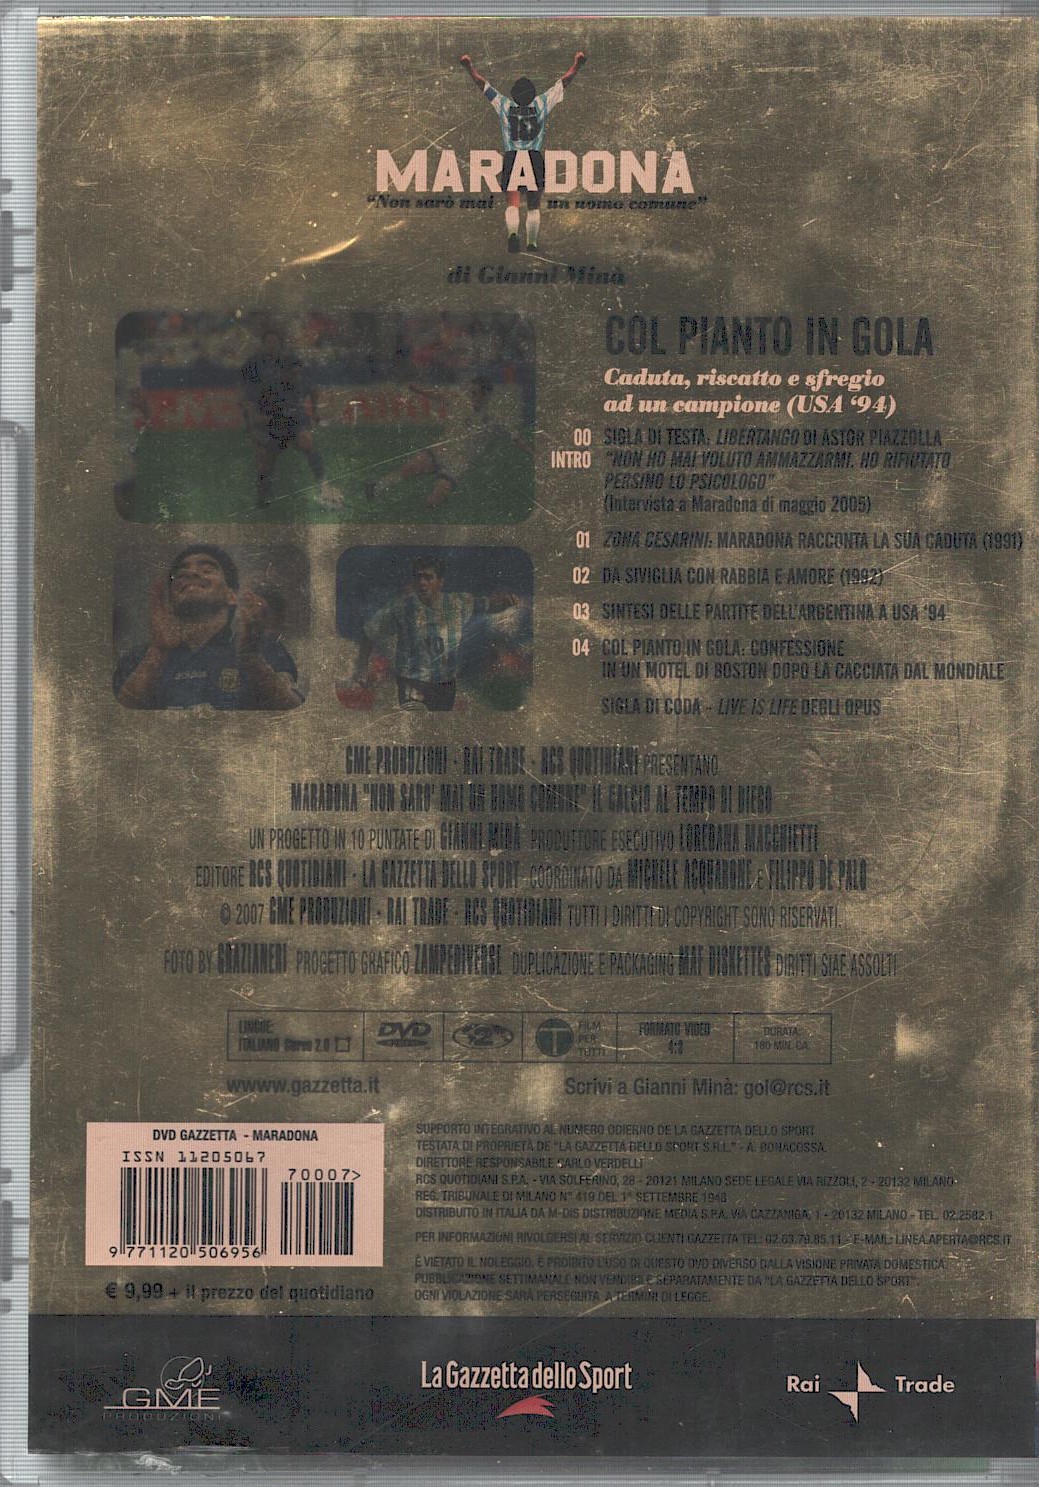 10
MARADONA
"Non sarò mai un uomo comune"
di Gianni Minà
COL PIANTO IN GOLA
Caduta, riscatto e sfregio
ad un campione (USA '94)
00 SIGLA DI TESTA: LIBERTANGO DI ASTOR PIAZZOLLA
INTRO "NON HO MAI VOLUTO AMMAZZARMI. HO RIFIUTATO
PERSINO LO PSICOLOGO"
(Intervista a Maradona di maggio 2005)
01 ZONA CESARINI: MARADONA RACCONTA LA SUA CADUTA (1991)
02 DA SIVIGLIA CON RABBIA E AMORE (1992)
03 SINTESI DELLE PARTITE DELL'ARGENTINA A USA '94
04 COL PIANTO IN GOLA: CONFESSIONE
IN UN MOTEL DI BOSTON DOPO LA CACCIATA DAL MONDIALE
SIGLA DI CODA - LIVE IS LIFE DEGLI OPUS
GME PRODUZIONI · RAI TRADE · RCS QUOTIDIANI PRESENTANO
MARADONA "NON SARO' MAI UN UOMO COMUNE" IL CALCIO AL TEMPO DI DIEGO
UN PROGETTO IN 10 PUNTATE DI GIANNI MINÀ PRODUTTORE ESECUTIVO LOREDANA MACCHIETTI
EDITORE RCS QUOTIDIANI · LA GAZZETTA DELLO SPORT COORDINATO DA MICHELE ACQUARONE E FILIPPO DE PALO
© 2007 GME PRODUZIONI · RAI TRADE · RCS QUOTIDIANI TUTTI I DIRITTI DI COPYRIGHT SONO RISERVATI.
FOTO BY GRAZIANERI PROGETTO GRAFICO ZAMPEDIVERSE DUPLICAZIONE E PACKAGING MAF DISKETTES DIRITTI SIAE ASSOLTI
LINGUE:
ITALIANO Stereo 2.0
DVD
2
T
FILM
PER
TUTTI
FORMATO VIDEO
4:3
DURATA:
180 MIN. CA.
www.gazzetta.it
Scrivi a Gianni Minà: gol@rcs.it
DVD GAZZETTA - MARADONA
ISSN 11205067
70007>
9 771120 506956
€ 9,99 + il prezzo del quotidiano
SUPPORTO INTEGRATIVO AL NUMERO ODIERNO DE LA GAZZETTA DELLO SPORT
TESTATA DI PROPRIETÀ DE "LA GAZZETTA DELLO SPORT S.R.L." - A. BONACOSSA
DIRETTORE RESPONSABILE CARLO VERDELLI
RCS QUOTIDIANI S.P.A. - VIA SOLFERINO, 28 - 20121 MILANO SEDE LEGALE VIA RIZZOLI, 2 - 20132 MILANO
REG. TRIBUNALE DI MILANO N° 419 DEL 1° SETTEMBRE 1948
DISTRIBUITO IN ITALIA DA M-DIS DISTRIBUZIONE MEDIA S.P.A. VIA CAZZANIGA, 1 - 20132 MILANO - TEL. 02.2582.1
PER INFORMAZIONI RIVOLGERSI AL SERVIZIO CLIENTI GAZZETTA TEL: 02.63.79.85.11 - E-MAIL: LINEA.APERTA@RCS.IT
È VIETATO IL NOLEGGIO. È PROIBITO L'USO DI QUESTO DVD DIVERSO DALLA VISIONE PRIVATA DOMESTICA.
PUBBLICAZIONE SETTIMANALE NON VENDIBILE SEPARATAMENTE DA "LA GAZZETTA DELLO SPORT".
OGNI VIOLAZIONE SARÀ PERSEGUITA A TERMINI DI LEGGE.
GME
PRODUZIONI
La Gazzetta dello Sport
Rai Trade